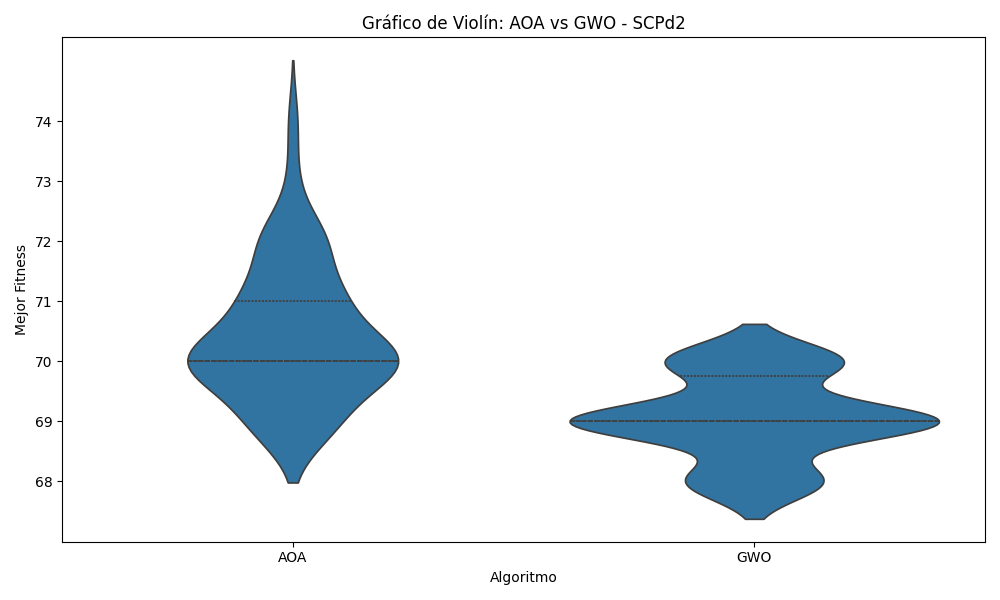 Gráfico de Violín: AOA vs GWO - SCPd2
Mejor Fitness
74
73
72
71
70
69
68
AOA
GWO
Algoritmo